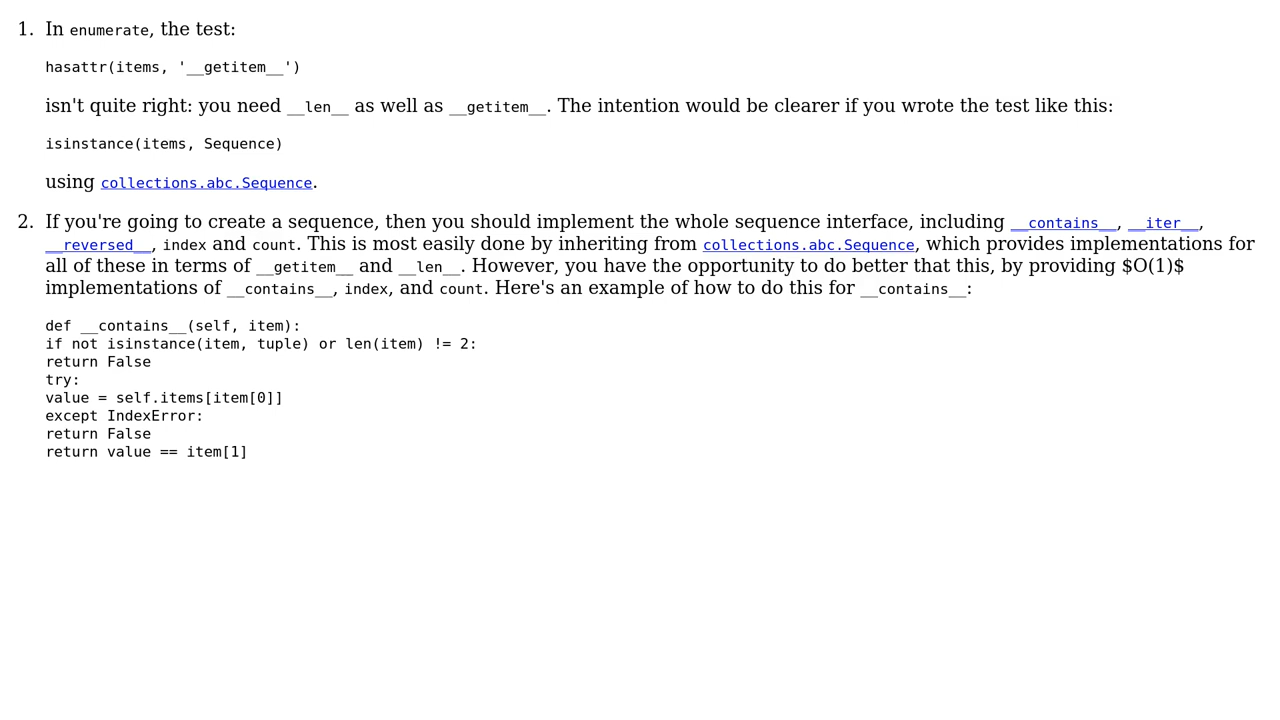 1. In enumerate, the test:
hasattr(items, '__getitem__')
isn't quite right: you need __len__ as well as __getitem__. The intention would be clearer if you wrote the test like this:
isinstance(items, Sequence)
using collections.abc.Sequence.
2. If you're going to create a sequence, then you should implement the whole sequence interface, including __contains__, __iter__,
__reversed__, index and count. This is most easily done by inheriting from collections.abc.Sequence, which provides implementations for
all of these in terms of __getitem__ and __len__. However, you have the opportunity to do better that this, by providing $O(1)$
implementations of __contains__, index, and count. Here's an example of how to do this for __contains__:
def __contains__(self, item):
if not isinstance(item, tuple) or len(item) != 2:
return False
try:
value = self.items[item[0]]
except IndexError:
return False
return value == item[1]